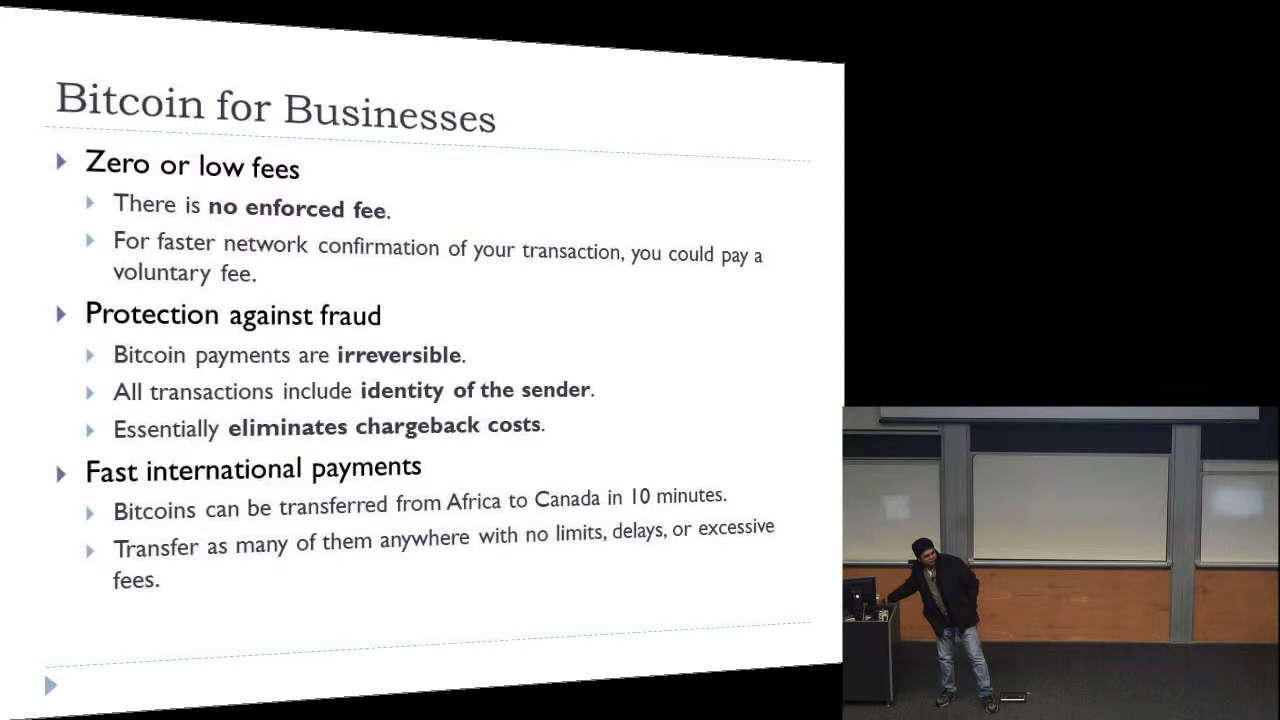 Bitcoin for Businesses
Zero or low fees
There is no enforced fee.
For faster network confirmation of your transaction, you could pay a
voluntary fee.
Protection against fraud
Bitcoin payments are irreversible.
All transactions include identity of the sender.
Essentially eliminates chargeback costs.
Fast international payments
Bitcoins can be transferred from Africa to Canada in 10 minutes.
Transfer as many of them anywhere with no limits, delays, or excessive
fees.